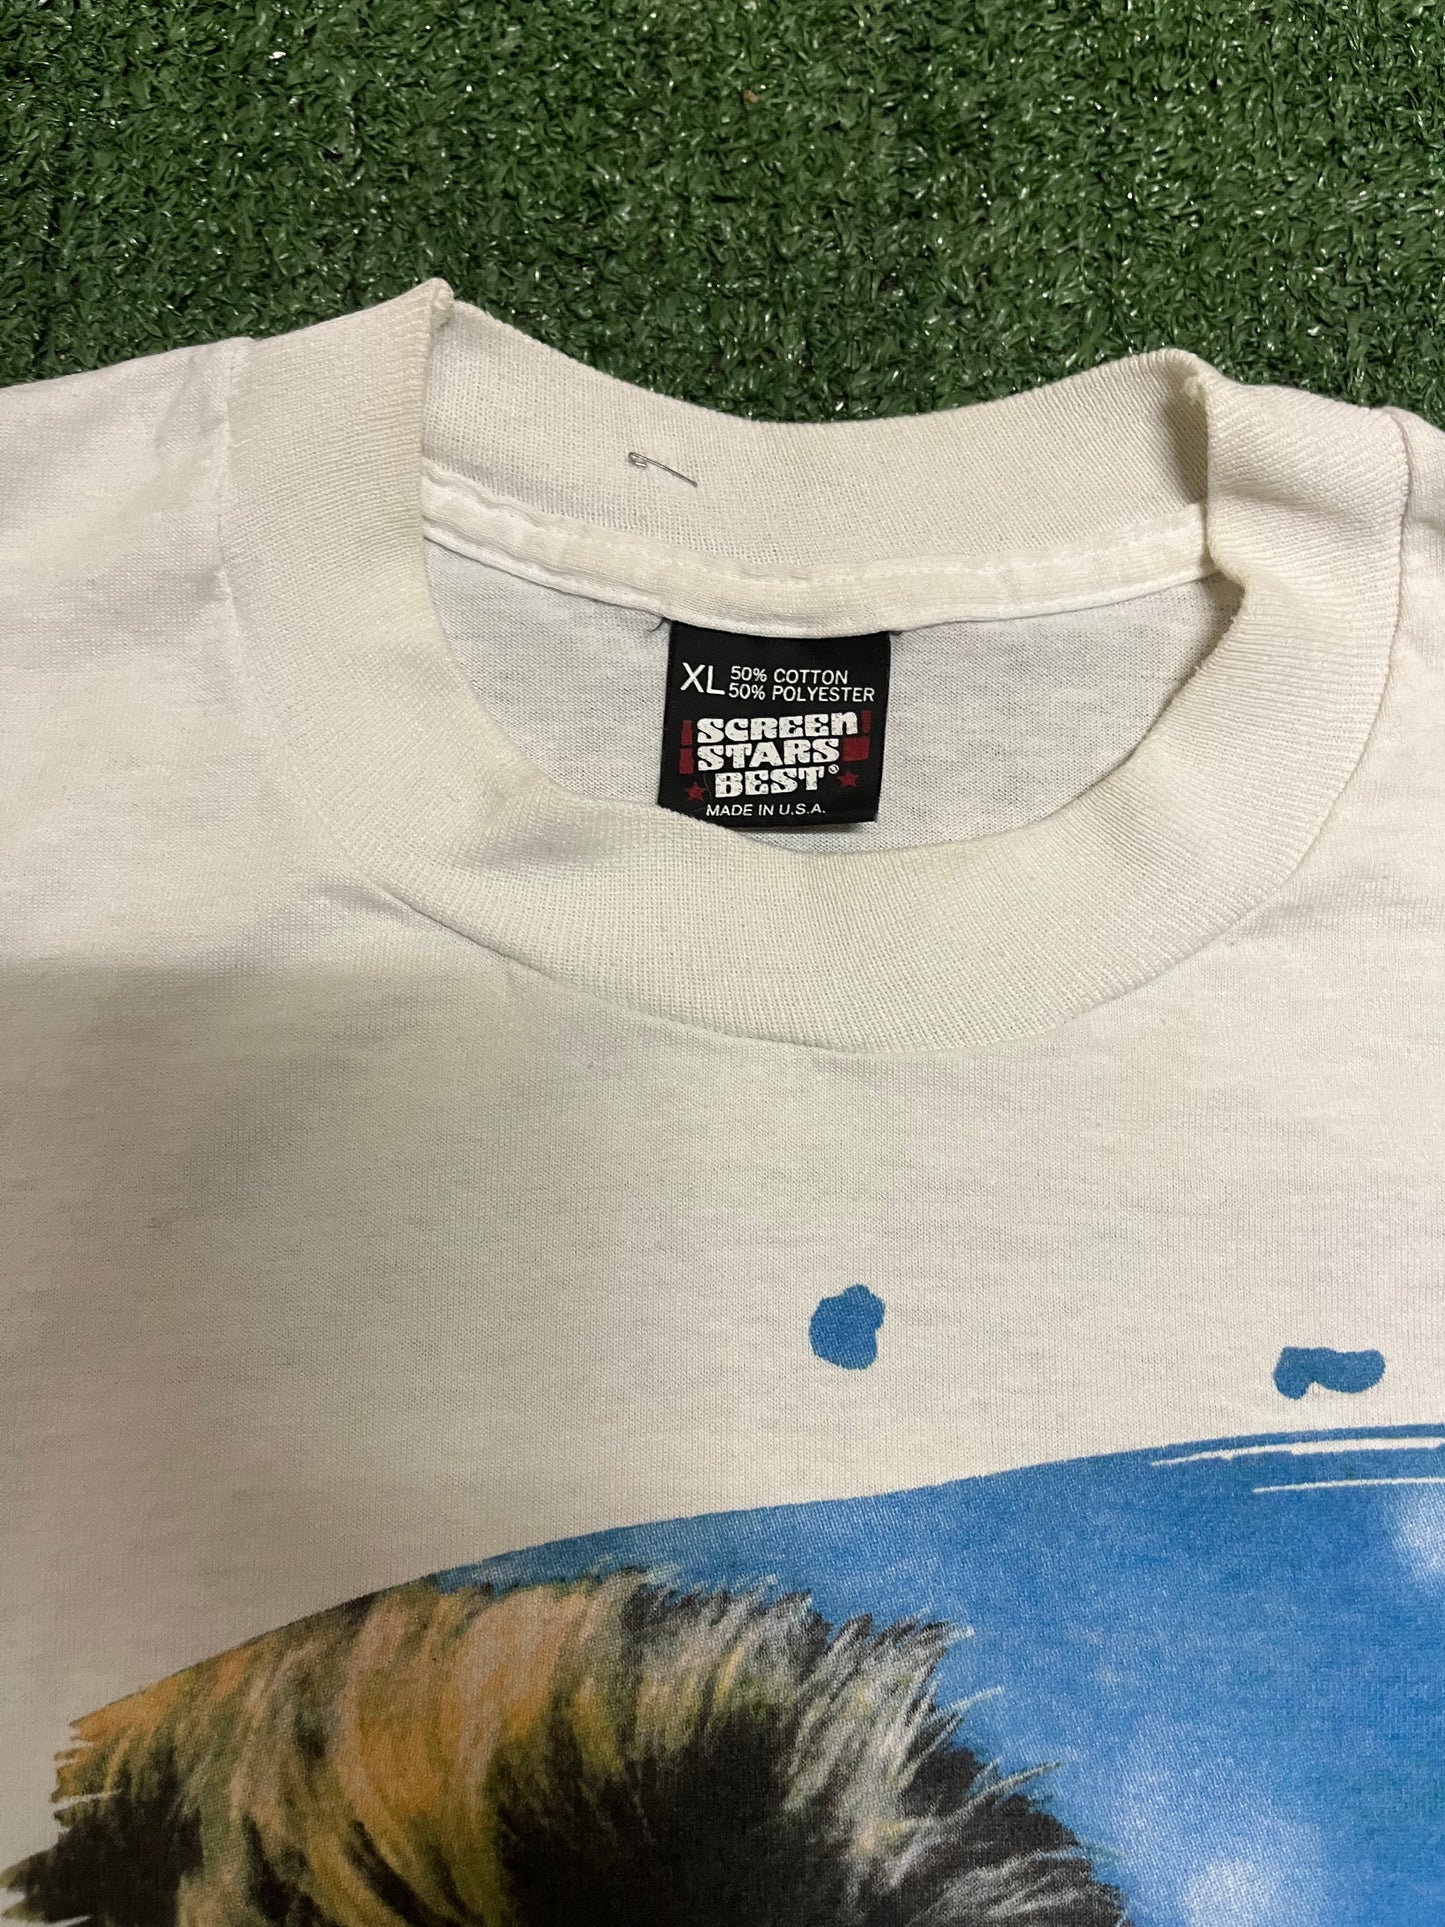 XL 50% COTTON
50% POLYESTER
SCREEN
STARS
BEST®
MADE IN U.S.A.